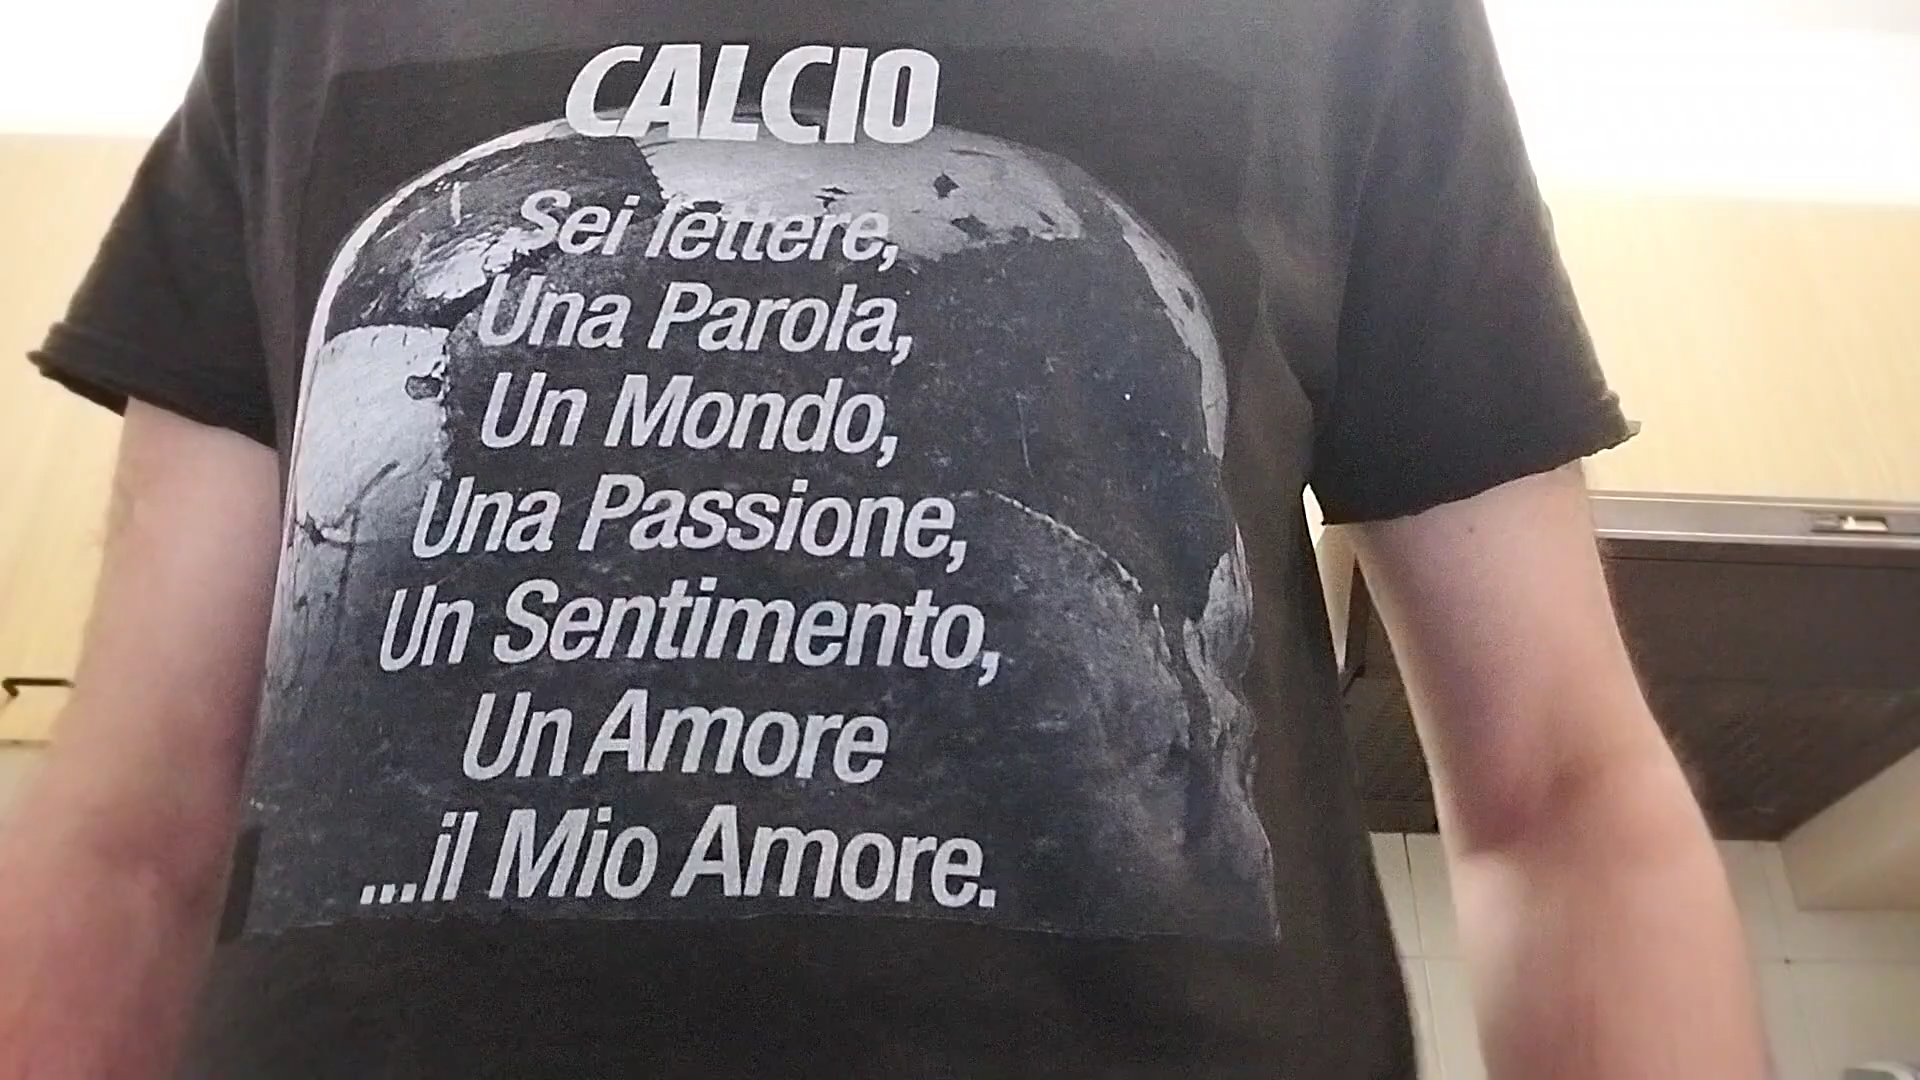 CALCIO
Sei lettere,
Una Parola,
Un Mondo,
Una Passione,
Un Sentimento,
Un Amore
...il Mio Amore.